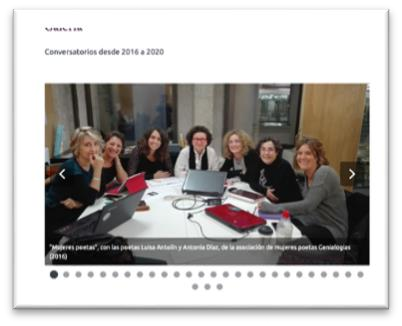 Galería
Conversatorios desde 2016 a 2020
"Mujeres poetas", con las poetas Luisa Antolín y Antonia Díaz, de la asociación de mujeres poetas Genialogías
(2016)